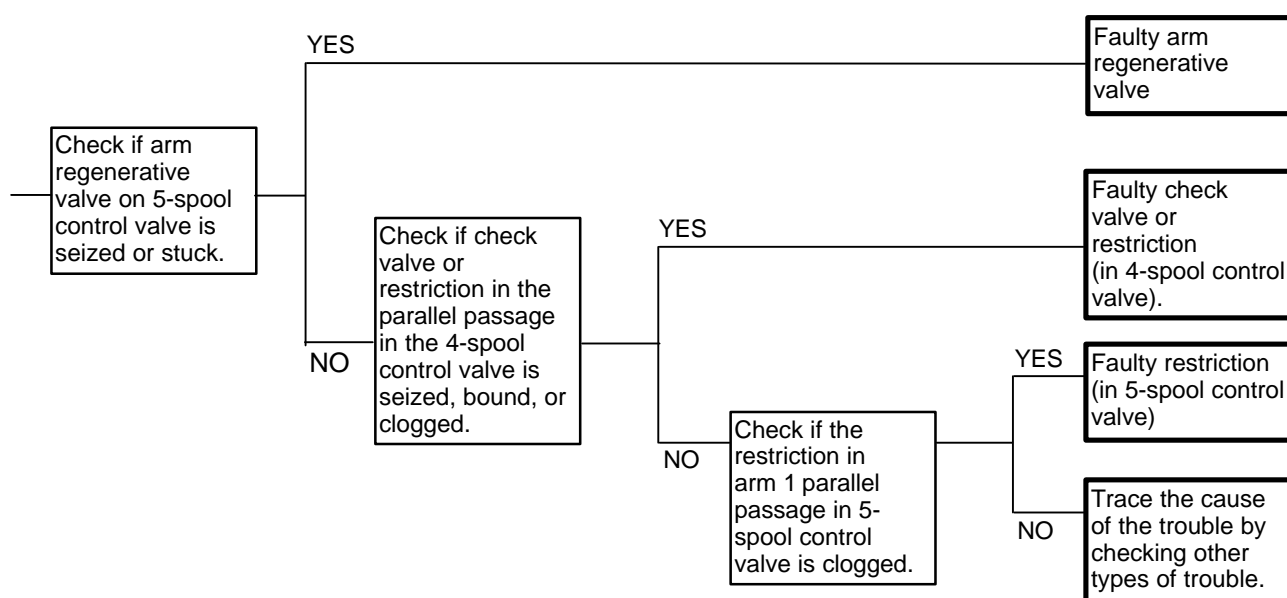 YES
Faulty arm
regenerative
valve
Check if arm
regenerative
valve on 5-spool
control valve is
seized or stuck.
NO
Check if check
valve or
restriction in the
parallel passage
in the 4-spool
control valve is
seized, bound, or
clogged.
YES
Faulty check
valve or
restriction
(in 4-spool control
valve).
NO
Check if the
restriction in
arm 1 parallel
passage in 5-
spool control
valve is clogged.
YES
Faulty restriction
(in 5-spool control
valve)
NO
Trace the cause
of the trouble by
checking other
types of trouble.